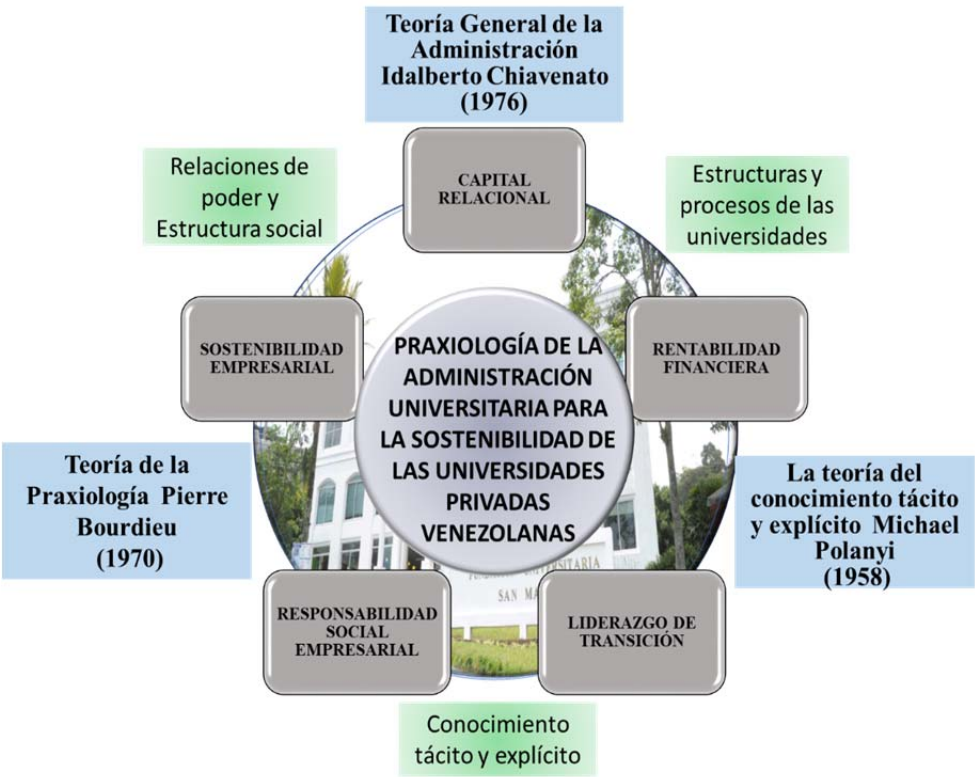 Teoría General de la
Administración
Idalberto Chiavenato
(1976)
CAPITAL
RELACIONAL
Relaciones de
poder y
Estructura social
Estructuras y
procesos de las
universidades
SOSTENIBILIDAD
EMPRESARIAL
RENTABILIDAD
FINANCIERA
PRAXIOLOGÍA DE LA
ADMINISTRACIÓN
UNIVERSITARIA PARA
LA SOSTENIBILIDAD DE
LAS UNIVERSIDADES
PRIVADAS
VENEZOLANAS
Teoría de la
Praxiología Pierre
Bourdieu
(1970)
La teoría del
conocimiento tácito
y explícito Michael
Polanyi
(1958)
SAN
RESPONSABILIDAD
SOCIAL
EMPRESARIAL
LIDERAZGO DE
TRANSICIÓN
Conocimiento
tácito y explícito